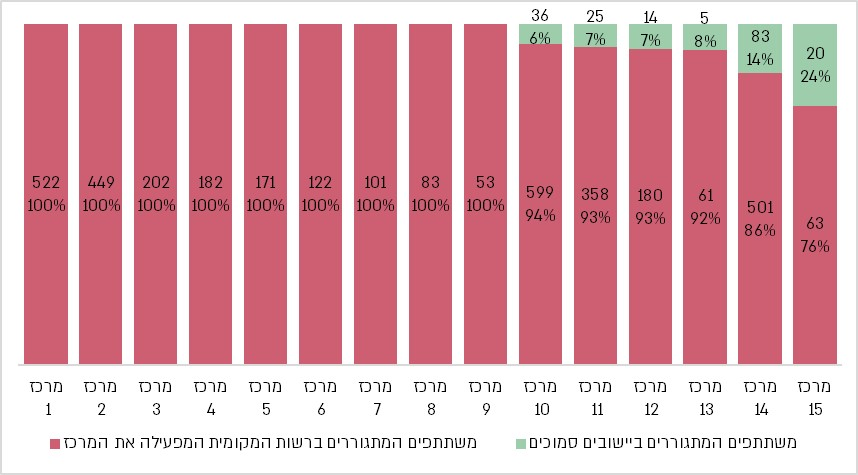 36 25 14 5
6% 7% 7% 8% 83 20
14% 24%
522 449 202 182 171 122 101 83 53 599 358 180 61 501 63
100% 100% 100% 100% 100% 100% 100% 100% 100% 94% 93% 93% 92% 86% 76%
מרכז מרכז מרכז מרכז מרכז מרכז מרכז מרכז מרכז מרכז מרכז מרכז מרכז מרכז מרכז
1 2 3 4 5 6 7 8 9 10 11 12 13 14 15
משתתפים המתגוררים ברשות המקומית המפעילה את המרכז
משתתפים המתגוררים ביישובים סמוכים